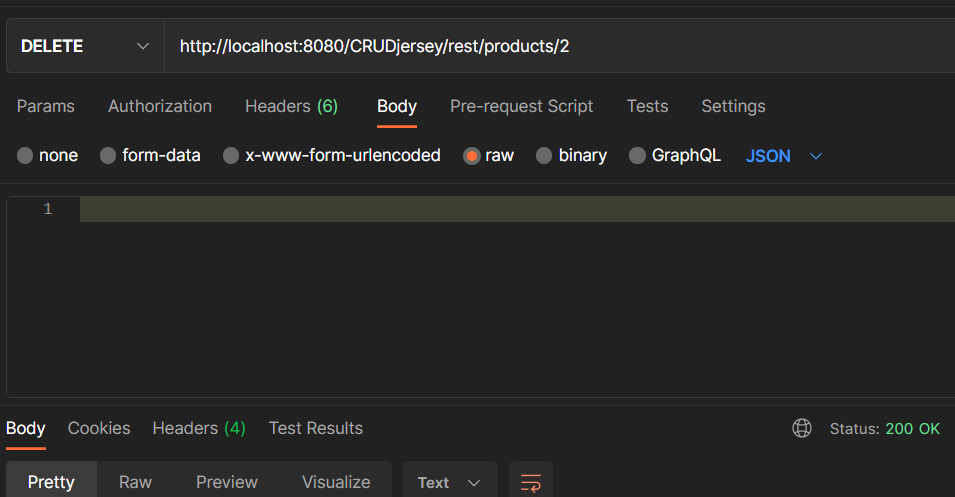 DELETE http://localhost:8080/CRUDjersey/rest/products/2
Params Authorization Headers (6) Body Pre-request Script Tests Settings
none form-data x-www-form-urlencoded raw binary GraphQL JSON
1
Body Cookies Headers (4) Test Results Status: 200 OK
Pretty Raw Preview Visualize Text